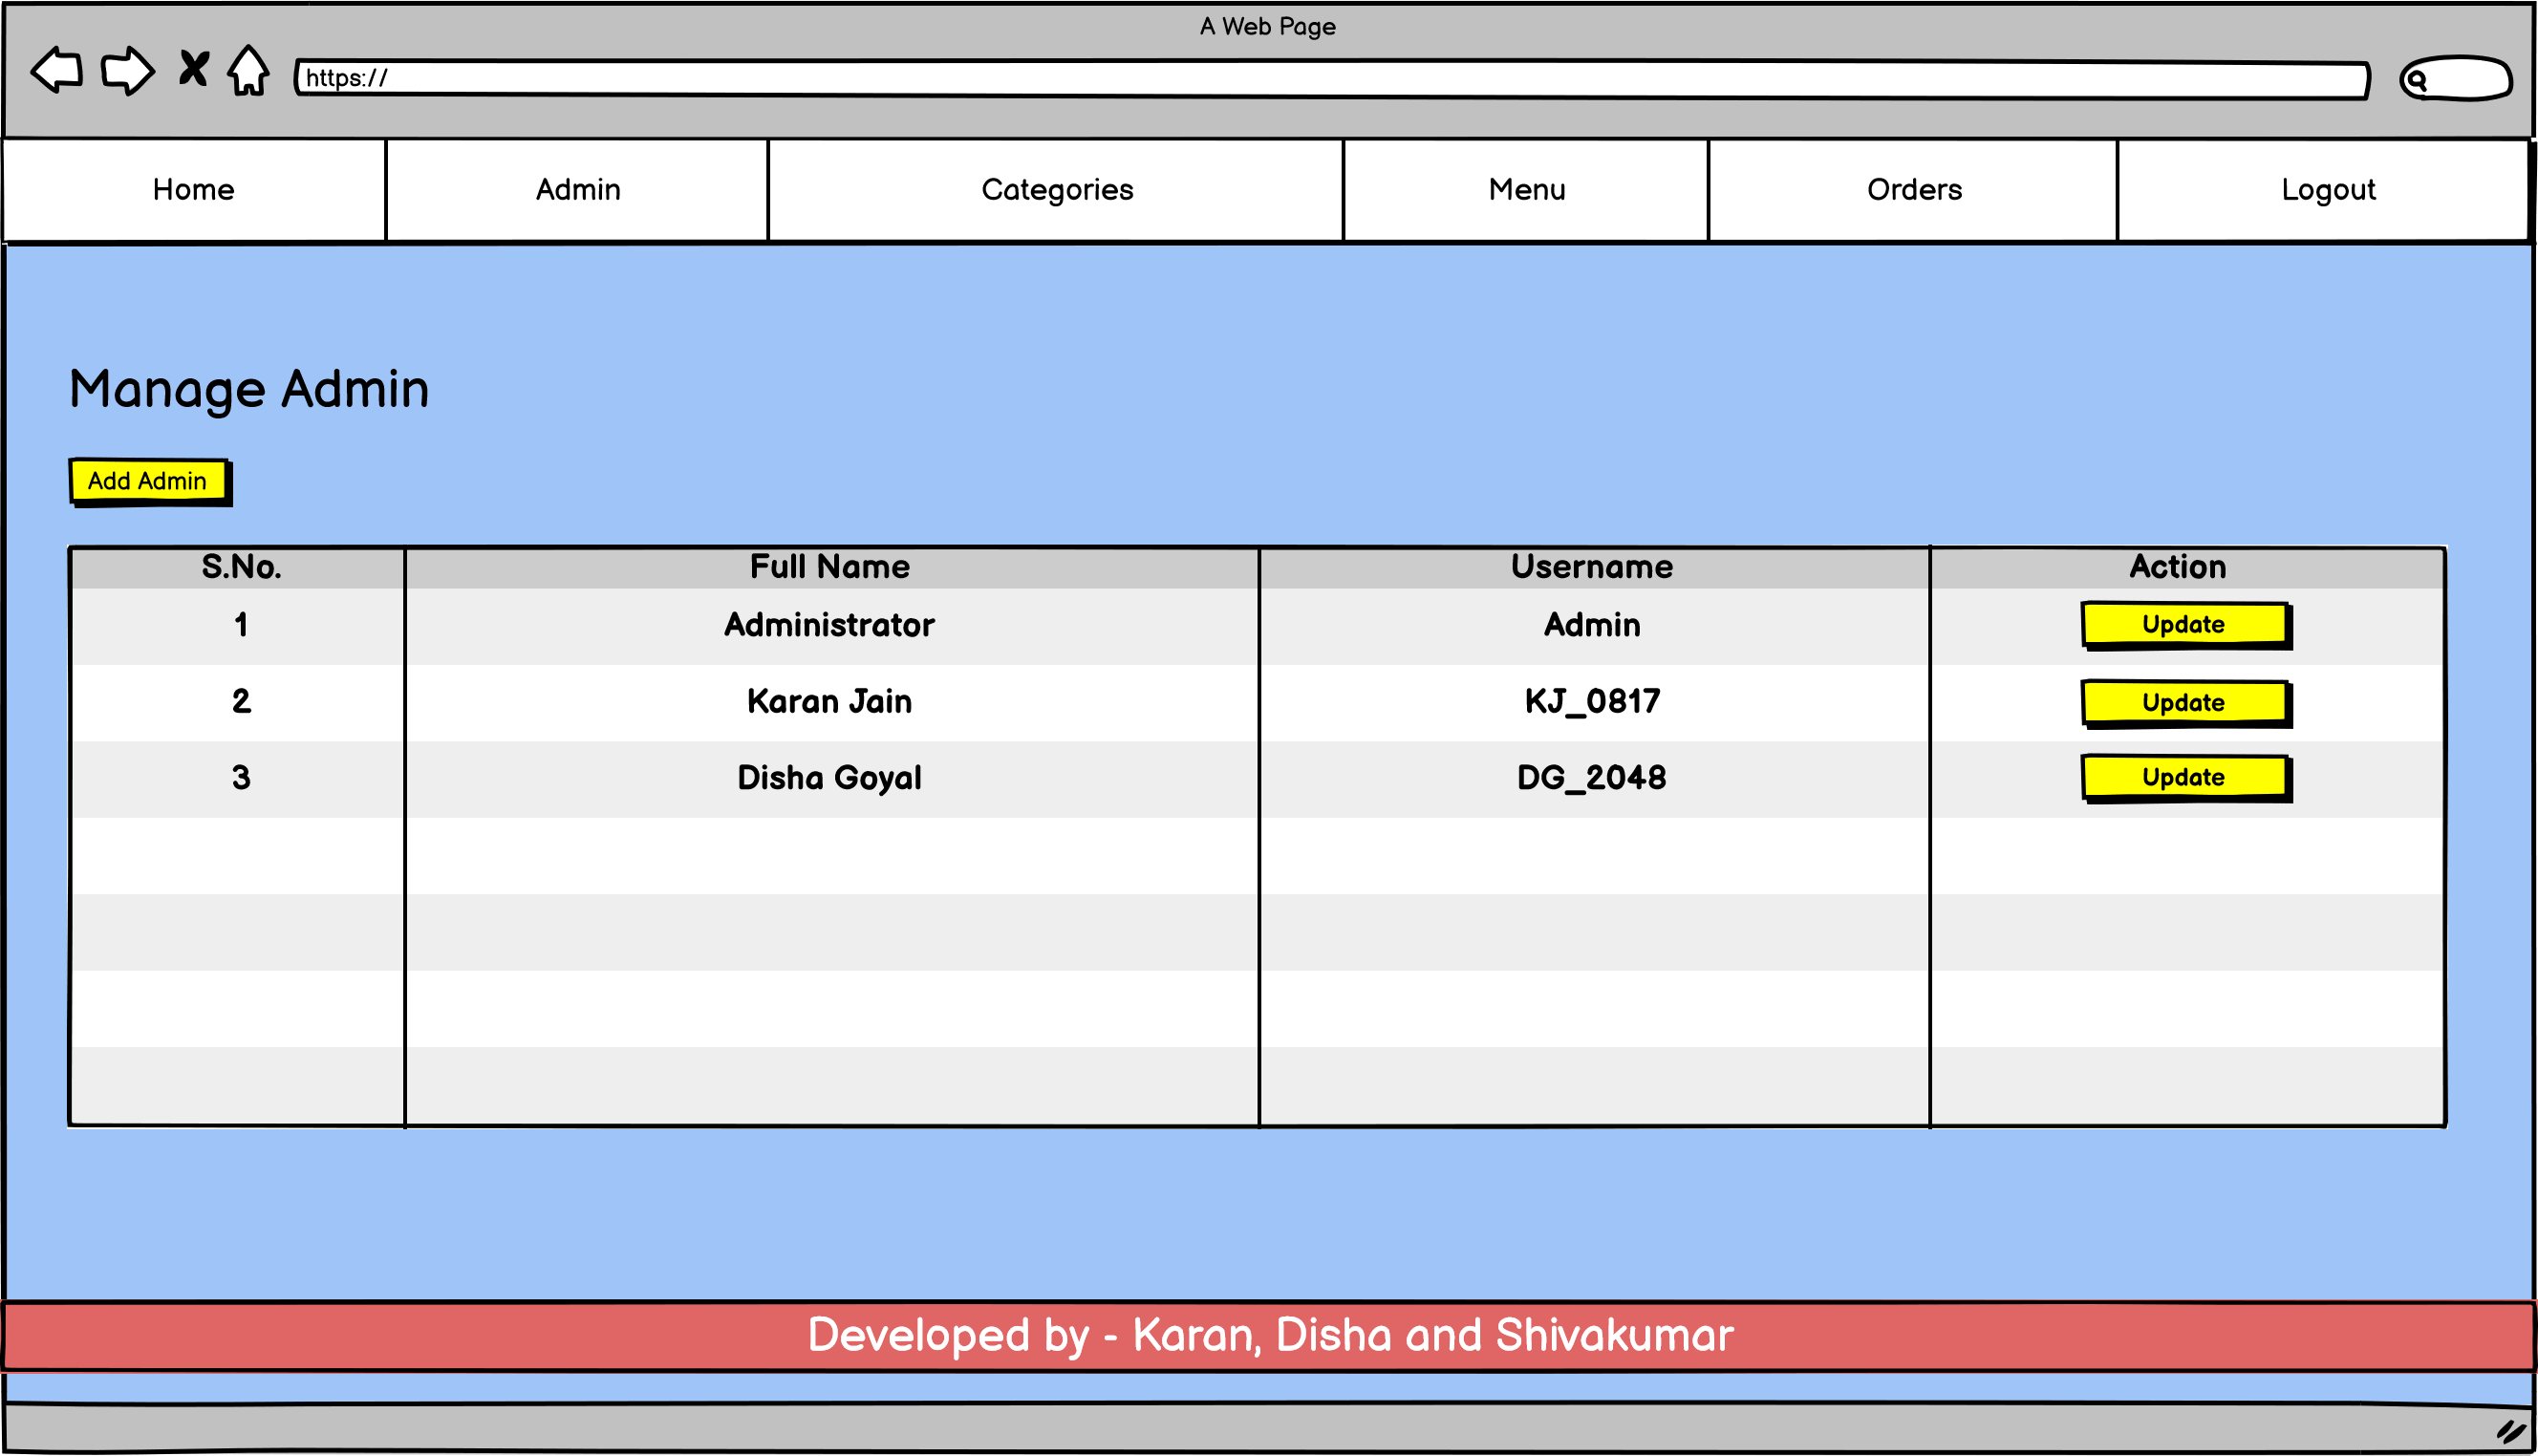 A Web Page
https://
Home Admin Categories Menu Orders Logout
Manage Admin
Add Admin
S.No. Full Name Username Action
1 Administrator Admin Update
2 Karan Jain KJ_0817 Update
3 Disha Goyal DG_2048 Update
Developed by - Karan, Disha and Shivakumar